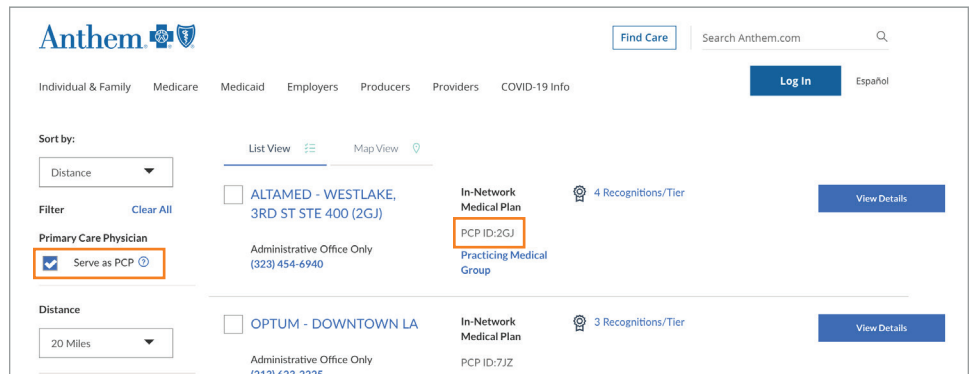 Anthem
Find Care
Search Anthem.com
Individual & Family Medicare Medicaid Employers Producers Providers COVID-19 Info
Log In
Español
Sort by:
Distance
Filter
Clear All
Primary Care Physician
Serve as PCP
Distance
20 Miles
List View
Map View
ALTAMED - WESTLAKE,
3RD ST STE 400 (2GJ)
Administrative Office Only
(323) 454-6940
In-Network
Medical Plan
PCP ID:2GJ
Practicing Medical
Group
4 Recognitions/Tier
View Details
OPTUM - DOWNTOWN LA
Administrative Office Only
In-Network
Medical Plan
PCP ID:7JZ
3 Recognitions/Tier
View Details